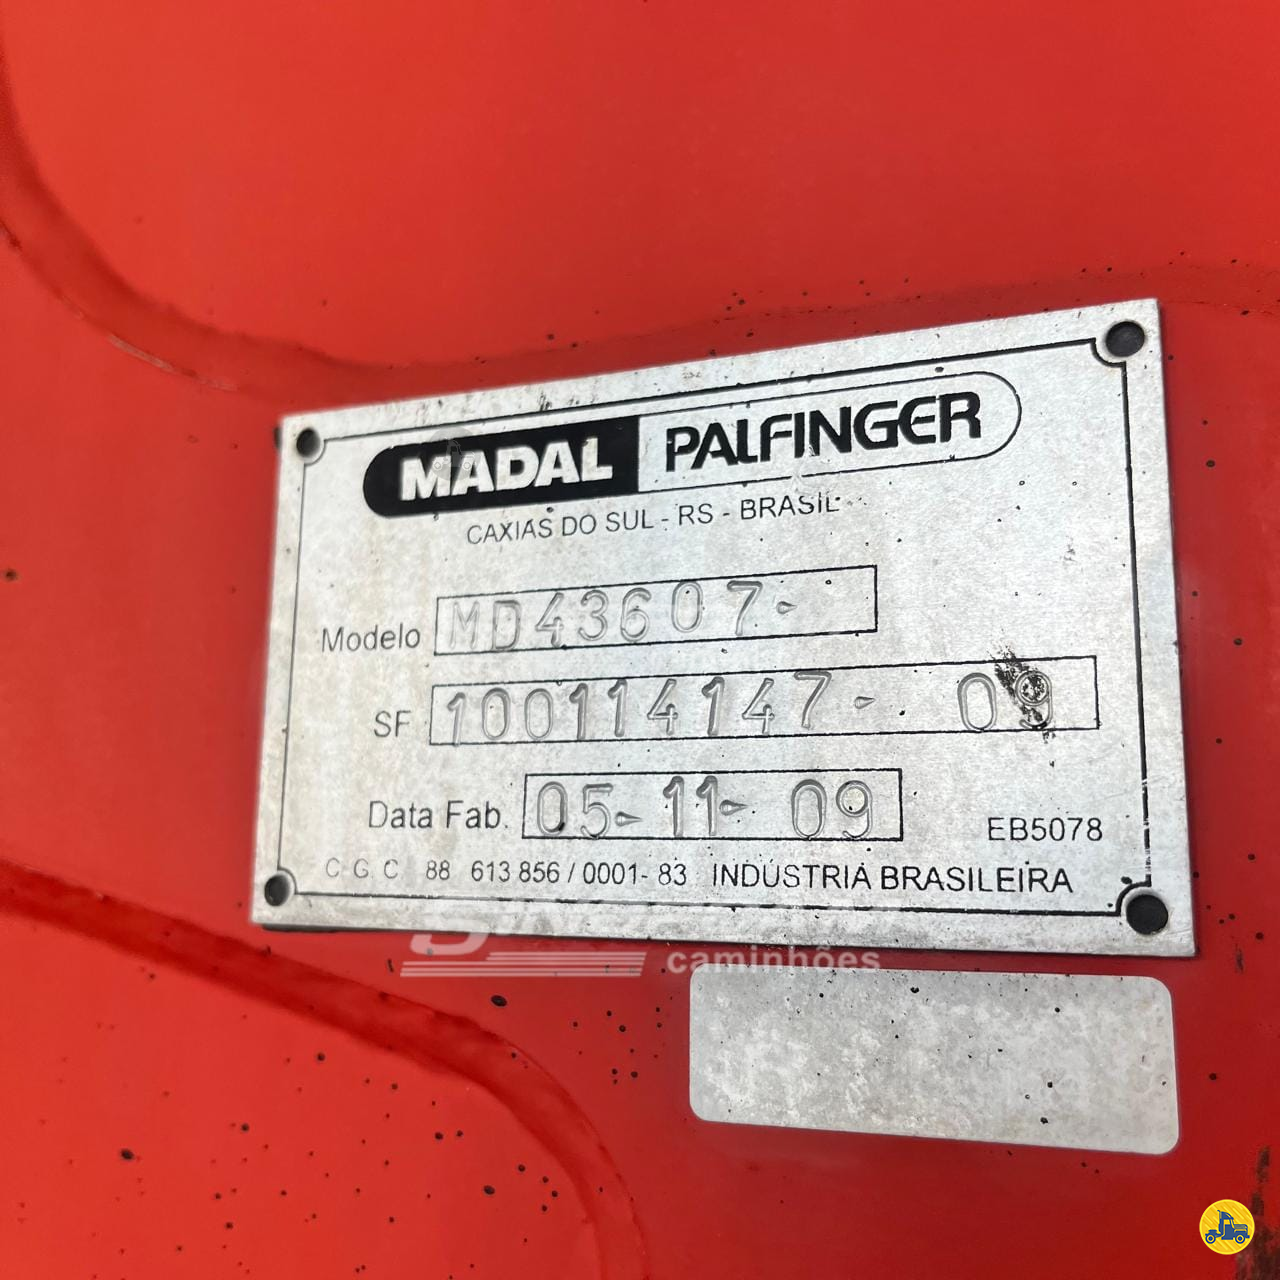 MADAL PALFINGER
CAXIAS DO SUL - RS - BRASIL
Modelo MD43607-
SF 100114147- 09
Data Fab. 05-11-09
EB5078
C G C 88 613 856 / 0001- 83 INDÚSTRIA BRASILEIRA
caminhões